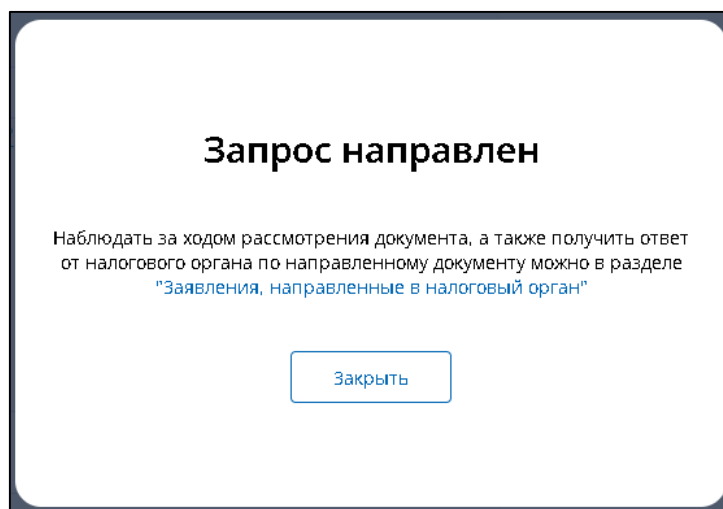 Запрос направлен
Наблюдать за ходом рассмотрения документа, а также получить ответ
от налогового органа по направленному документу можно в разделе
"Заявления, направленные в налоговый орган"
Закрыть